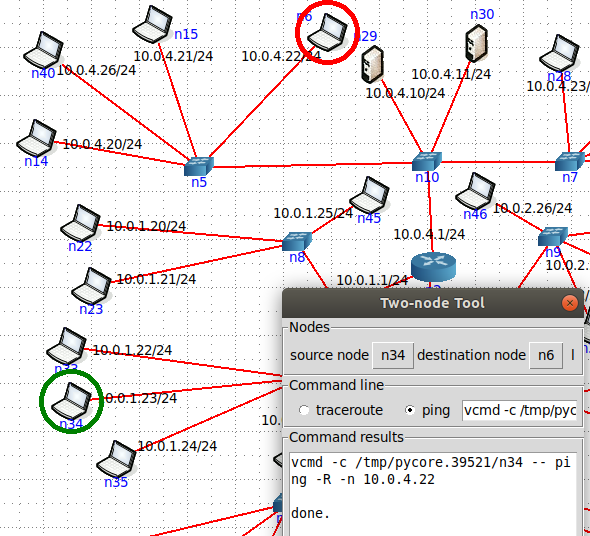 n6
n30
n15
n29
10.0.4.21/24
10.0.4.22/24
n40
10.0.4.26/24
10.0.4.11/24
n28
10.0.4.10/24
10.0.4.23/
10.0.4.20/24
n14
n5
n10
n7
10.0.1.25/24
n45
n46
10.0.2.26/24
10.0.1.20/24
n22
10.0.4.1/24
n8
n9
10.0.2.
10.0.1.21/24
10.0.1.1/24
n23
Two-node Tool
Nodes
source node n34 destination node n6
10.0.1.22/24
n33
Command line
10.0.1.23/24
traceroute ping vcmd -c /tmp/pyc
n34
10.
Command results
10.0.1.24/24
vcmd -c /tmp/pycore.39521/n34 -- pi
ng -R -n 10.0.4.22
n35
done.